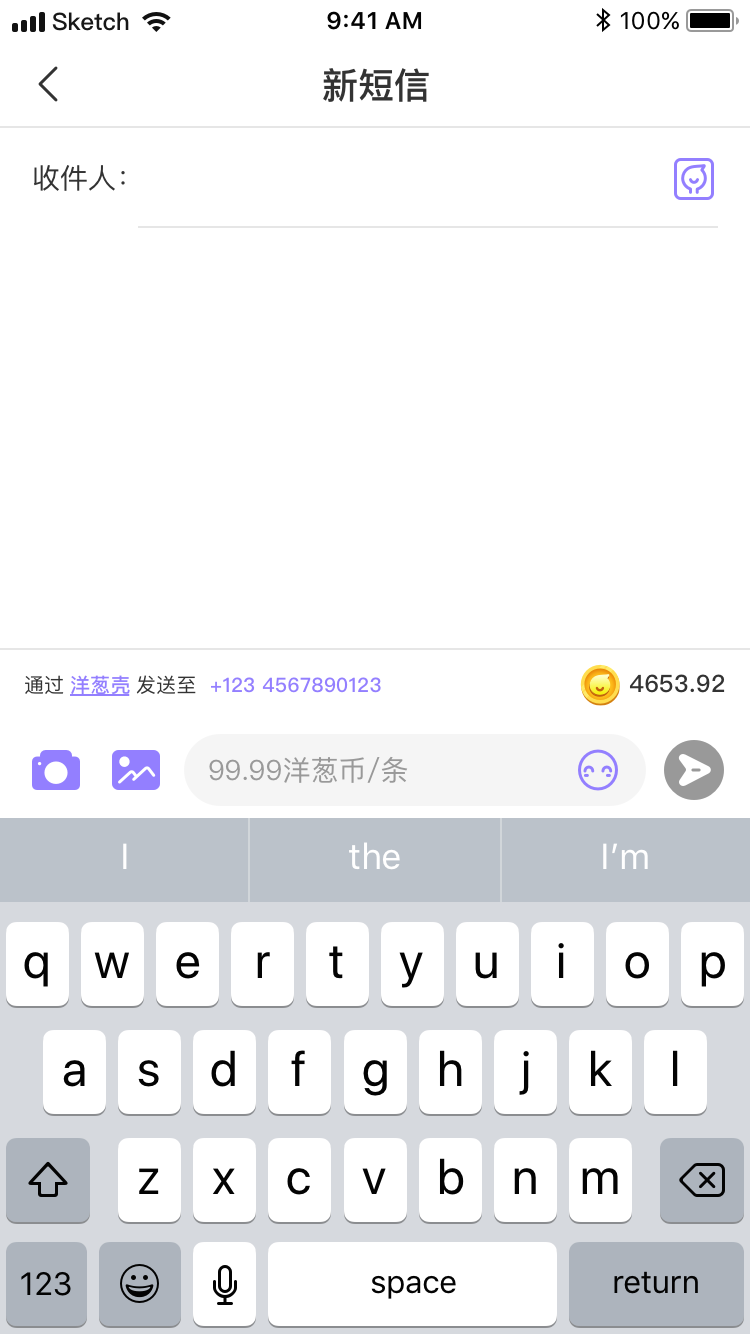 Sketch 9:41 AM 100%
新短信
收件人：
通过 洋葱壳 发送至 +123 4567890123 4653.92
99.99洋葱币/条
I the I’m
q w e r t y u i o p
a s d f g h j k l
z x c v b n m
123 space return